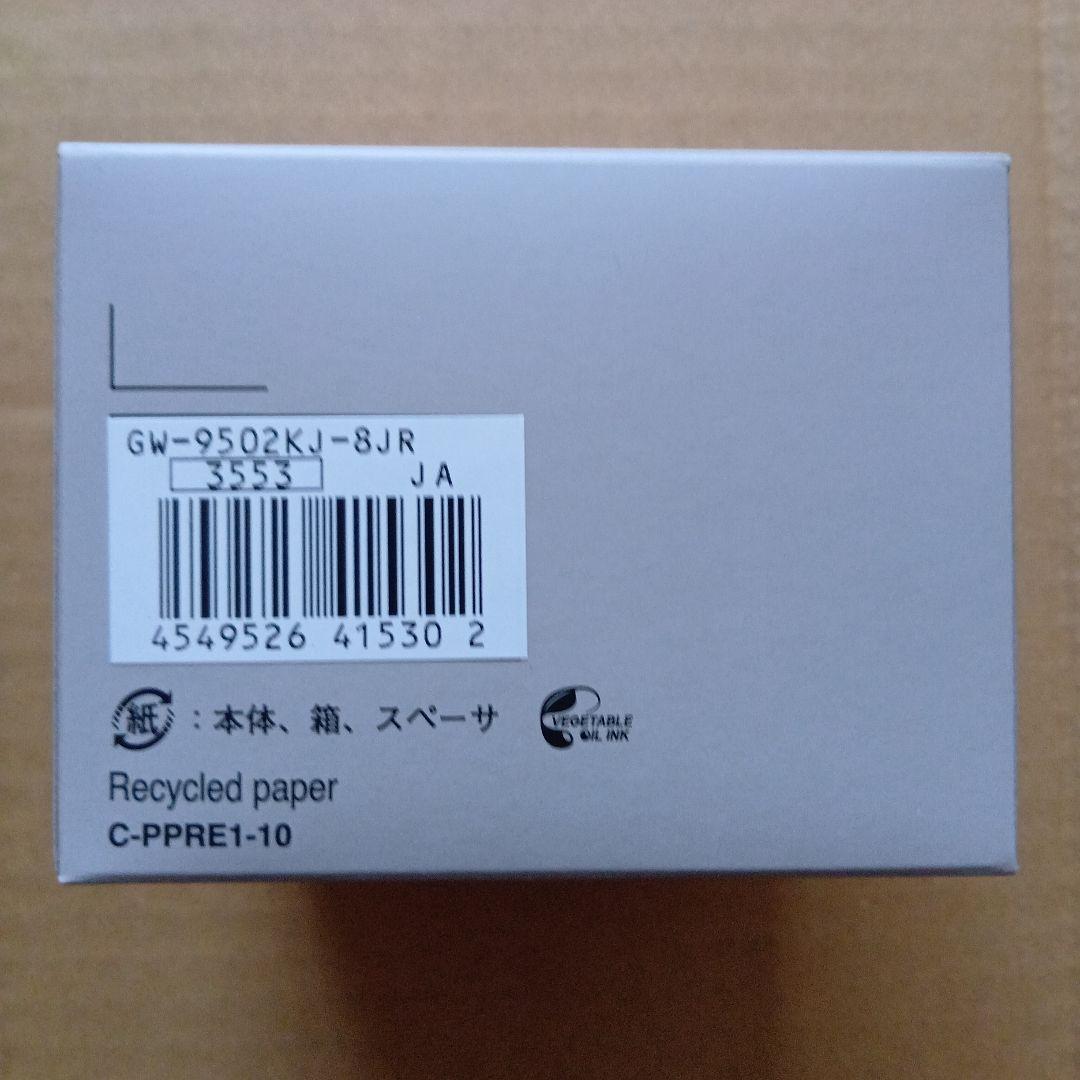 GW-9502KJ-8JR
3553 JA
4549526 41530 2
紙 : 本体、箱、スペーサ
VEGETABLE
OIL INK
Recycled paper
C-PPRE1-10